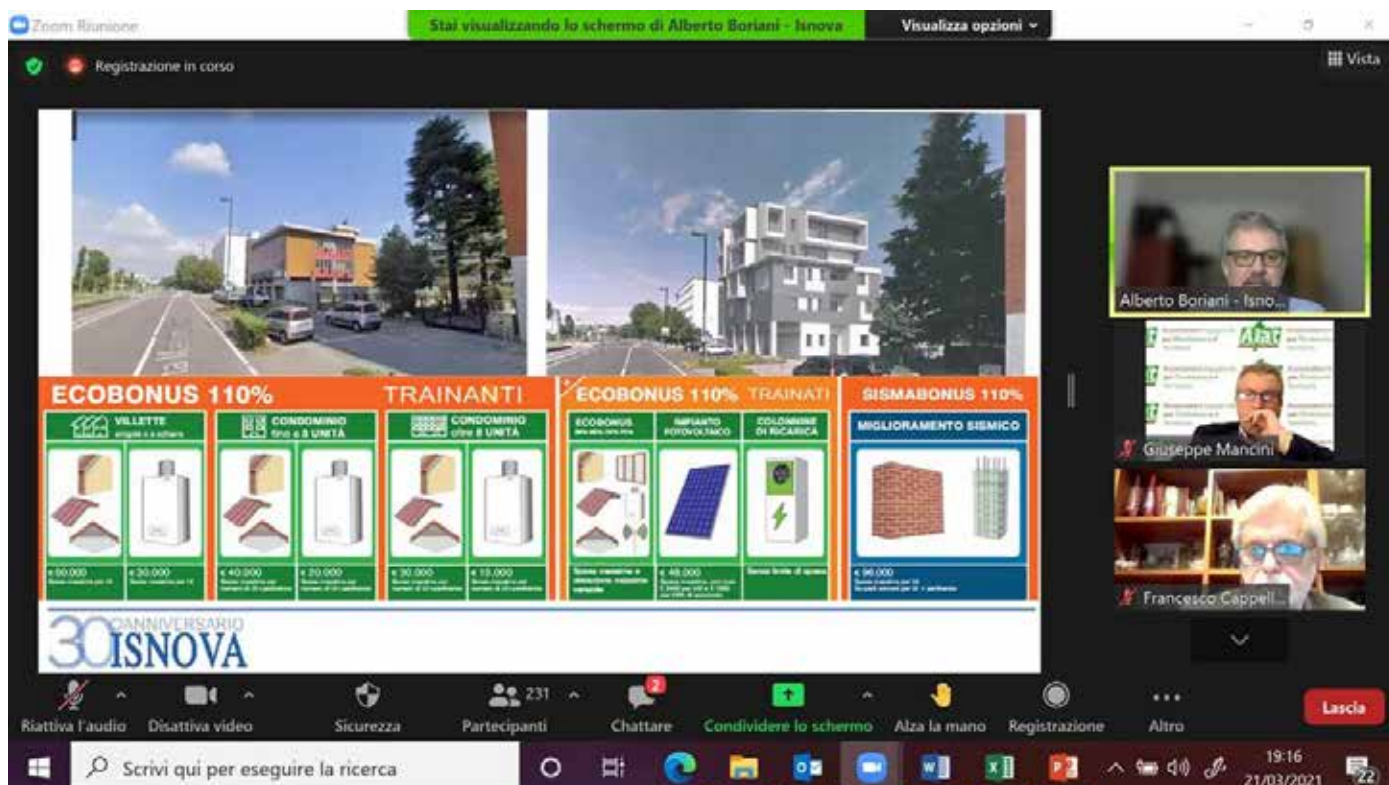 Zoom Riunione
Stai visualizzando lo schermo di Alberto Boriani - Isnova
Visualizza opzioni
Registrazione in corso
Vista
ECOBONUS 110% TRAINANTI
VILLETTE
CONDOMINIO
fino a 8 UNITÀ
CONDOMINIO
oltre 8 UNITÀ
ECOBONUS 110% TRAINATI
ECOBONUS
IMPIANTO
FOTOVOLTAICO
COLONNINE
DI RICARICA
SISMABONUS 110%
MIGLIORAMENTO SISMICO
€ 30.000
€ 40.000
€ 20.000
€ 30.000
€ 15.000
€ 48.000
Senza limite di spesa
€ 96.000
30 ANNIVERSARIO
ISNOVA
Alberto Boriani - Isno...
Giuseppe Mancini
Francesco Cappell...
Riattiva l'audio
Disattiva video
Sicurezza
231
Partecipanti
2
Chattare
Condividere lo schermo
Alza la mano
Registrazione
Altro
Lascia
Scrivi qui per eseguire la ricerca
19:16
21/03/2021
22